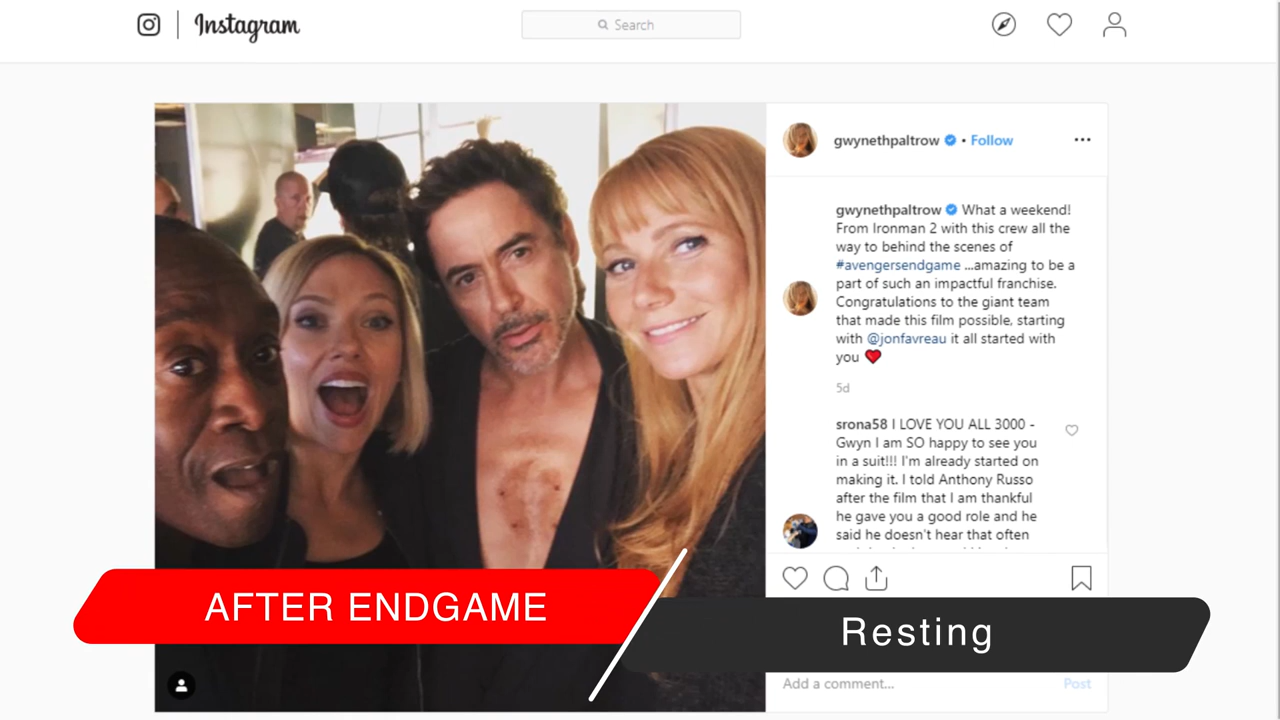 Instagram
Search
gwynethpaltrow • Follow
gwynethpaltrow What a weekend!
From Ironman 2 with this crew all the
way to behind the scenes of
#avengersendgame ...amazing to be a
part of such an impactful franchise.
Congratulations to the giant team
that made this film possible, starting
with @jonfavreau it all started with
you ❤
5d
srona58 I LOVE YOU ALL 3000 -
Gwyn I am SO happy to see you
in a suit!!! I'm already started on
making it. I told Anthony Russo
after the film that I am thankful
he gave you a good role and he
said he doesn't hear that often
AFTER ENDGAME
Resting
Add a comment...
Post